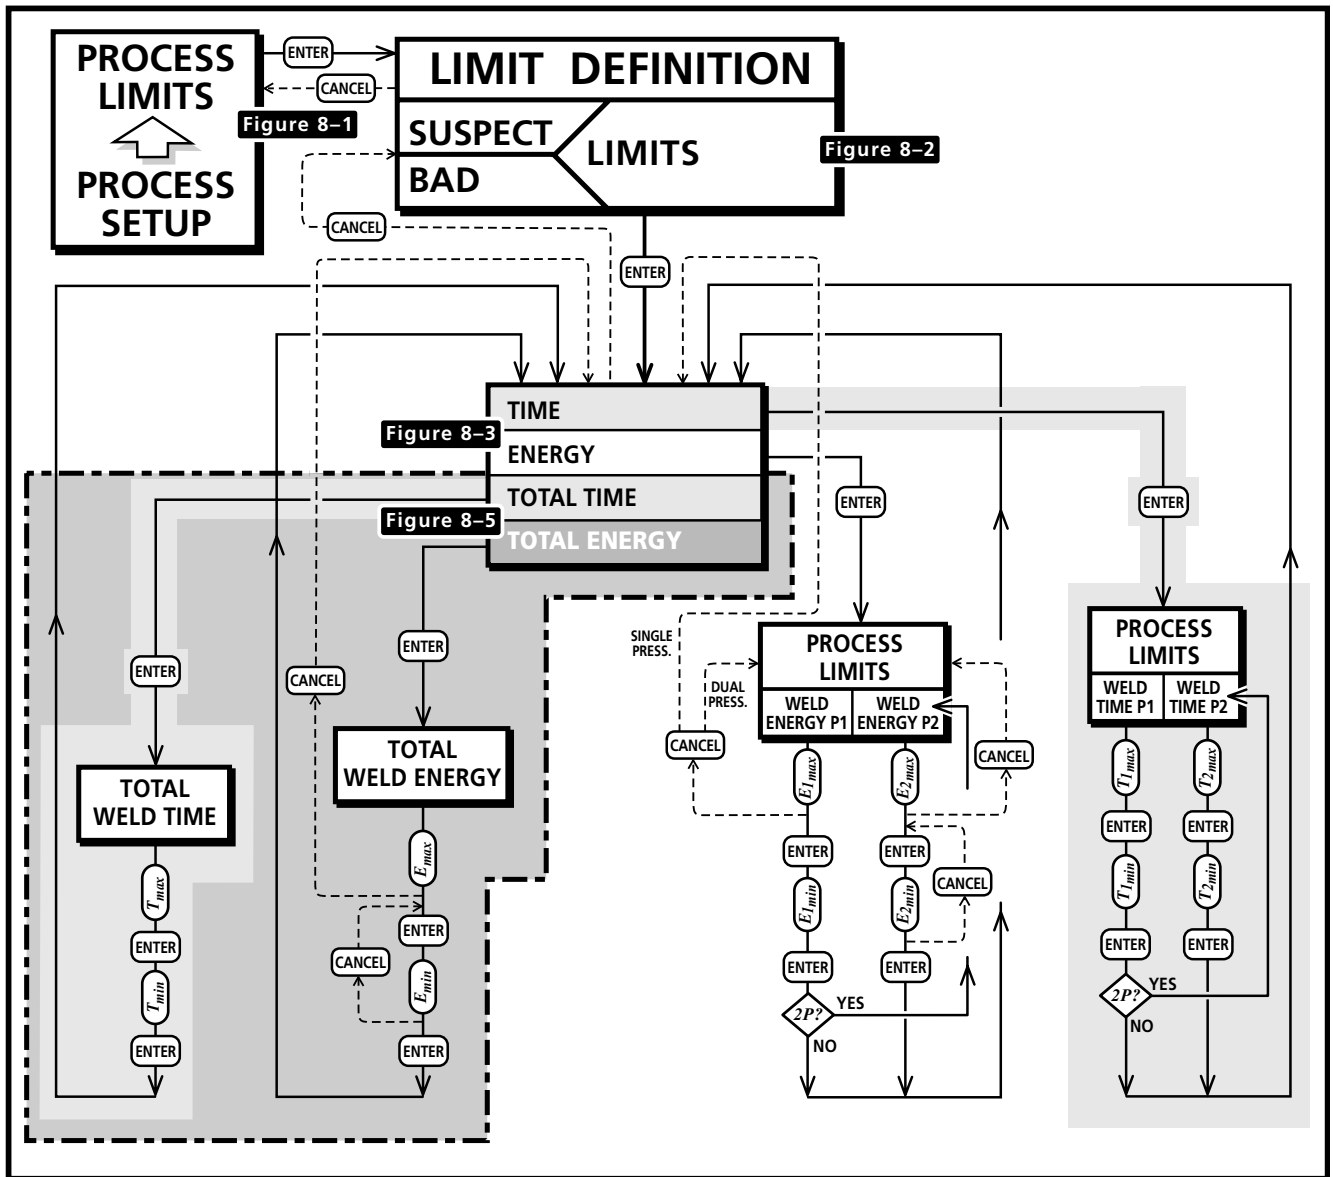 PROCESS
LIMITS
PROCESS
SETUP
Figure 8–1
ENTER
CANCEL
LIMIT DEFINITION
SUSPECT
BAD
LIMITS
Figure 8–2
CANCEL
ENTER
TIME
Figure 8–3
ENERGY
TOTAL TIME
Figure 8–5
TOTAL ENERGY
ENTER
ENTER
ENTER
ENTER
CANCEL
TOTAL
WELD TIME
Tmax
ENTER
Tmin
ENTER
TOTAL
WELD ENERGY
Emax
ENTER
CANCEL
Emin
ENTER
SINGLE
PRESS.
DUAL
PRESS.
CANCEL
PROCESS
LIMITS
WELD
ENERGY P1
WELD
ENERGY P2
CANCEL
E1max
E2max
ENTER
ENTER
CANCEL
E1min
E2min
ENTER
ENTER
2P?
YES
NO
PROCESS
LIMITS
WELD
TIME P1
WELD
TIME P2
T1max
T2max
ENTER
ENTER
T1min
T2min
ENTER
ENTER
2P?
YES
NO